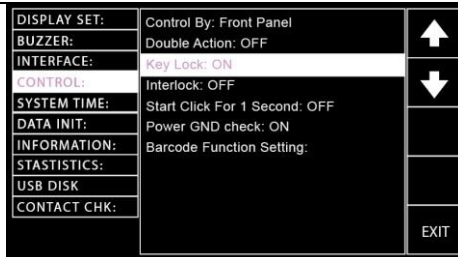 DISPLAY SET:
BUZZER:
INTERFACE:
CONTROL:
SYSTEM TIME:
DATA INIT:
INFORMATION:
STASTISTICS:
USB DISK
CONTACT CHK:
Control By: Front Panel
Double Action: OFF
Key Lock: ON
Interlock: OFF
Start Click For 1 Second: OFF
Power GND check: ON
Barcode Function Setting:
EXIT